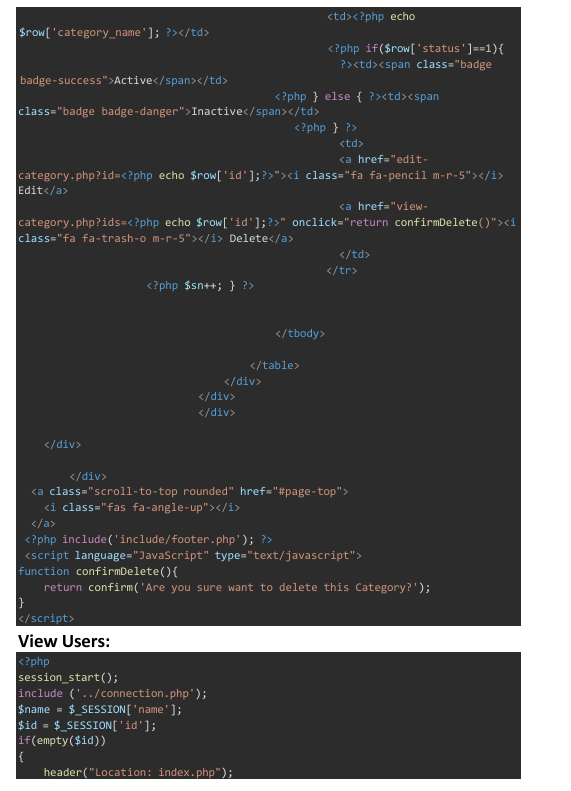 <td><?php echo
$row['category_name']; ?></td>
<?php if($row['status']==1){
?><td><span class="badge
badge-success">Active</span></td>
<?php } else { ?><td><span
class="badge badge-danger">Inactive</span></td>
<?php } ?>
<td>
<a href="edit-
category.php?id=<?php echo $row['id'];?>"><i class="fa fa-pencil m-r-5"></i>
Edit</a>
<a href="view-
category.php?ids=<?php echo $row['id'];?>" onclick="return confirmDelete()"><i
class="fa fa-trash-o m-r-5"></i> Delete</a>
</td>
</tr>
<?php $sn++; } ?>
</tbody>
</table>
</div>
</div>
</div>
</div>
</div>
<a class="scroll-to-top rounded" href="#page-top">
<i class="fas fa-angle-up"></i>
</a>
<?php include('include/footer.php'); ?>
<script language="JavaScript" type="text/javascript">
function confirmDelete(){
return confirm('Are you sure want to delete this Category?');
}
</script>
View Users:
<?php
session_start();
include ('../connection.php');
$name = $_SESSION['name'];
$id = $_SESSION['id'];
if(empty($id))
{
header("Location: index.php");